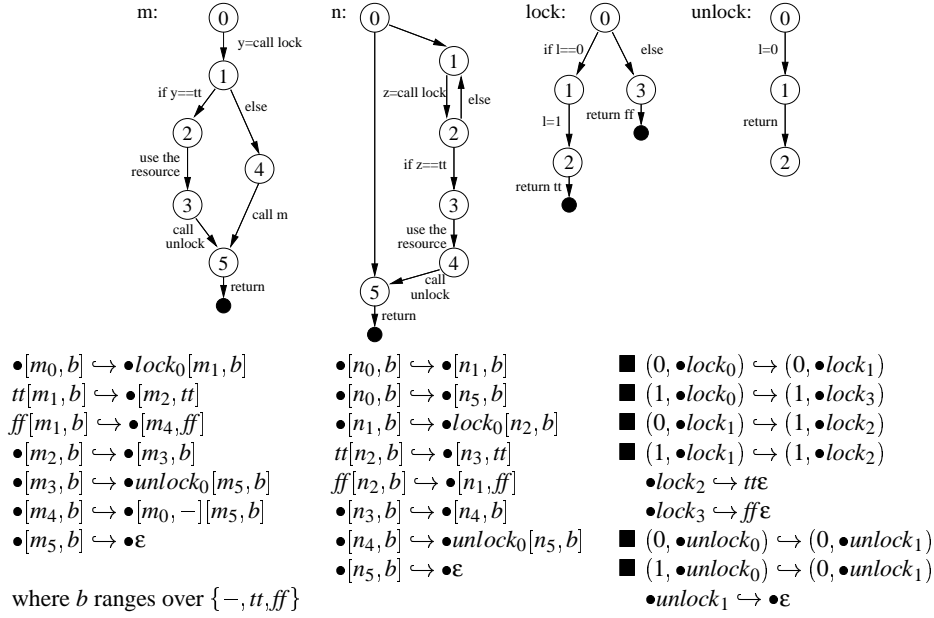 m:
n:
lock:
unlock:
0
y=call lock
1
if y==tt
else
2
use the
resource
4
3
call
unlock
call m
5
return
0
1
z=call lock
else
2
if z==tt
3
use the
resource
4
call
unlock
5
return
0
if l==0
else
1
3
l=1
return ff
2
return tt
0
l=0
1
return
2
•[m0, b] ↪ •lock0[m1, b]
tt[m1, b] ↪ •[m2, tt]
ff[m1, b] ↪ •[m4, ff]
•[m2, b] ↪ •[m3, b]
•[m3, b] ↪ •unlock0[m5, b]
•[m4, b] ↪ •[m0, −][m5, b]
•[m5, b] ↪ •ε
where b ranges over {−, tt, ff}
•[n0, b] ↪ •[n1, b]
•[n0, b] ↪ •[n5, b]
•[n1, b] ↪ •lock0[n2, b]
tt[n2, b] ↪ •[n3, tt]
ff[n2, b] ↪ •[n1, ff]
•[n3, b] ↪ •[n4, b]
•[n4, b] ↪ •unlock0[n5, b]
•[n5, b] ↪ •ε
■ (0, •lock0) ↪ (0, •lock1)
■ (1, •lock0) ↪ (1, •lock3)
■ (0, •lock1) ↪ (1, •lock2)
■ (1, •lock1) ↪ (1, •lock2)
•lock2 ↪ ttε
•lock3 ↪ ffε
■ (0, •unlock0) ↪ (0, •unlock1)
■ (1, •unlock0) ↪ (0, •unlock1)
•unlock1 ↪ •ε